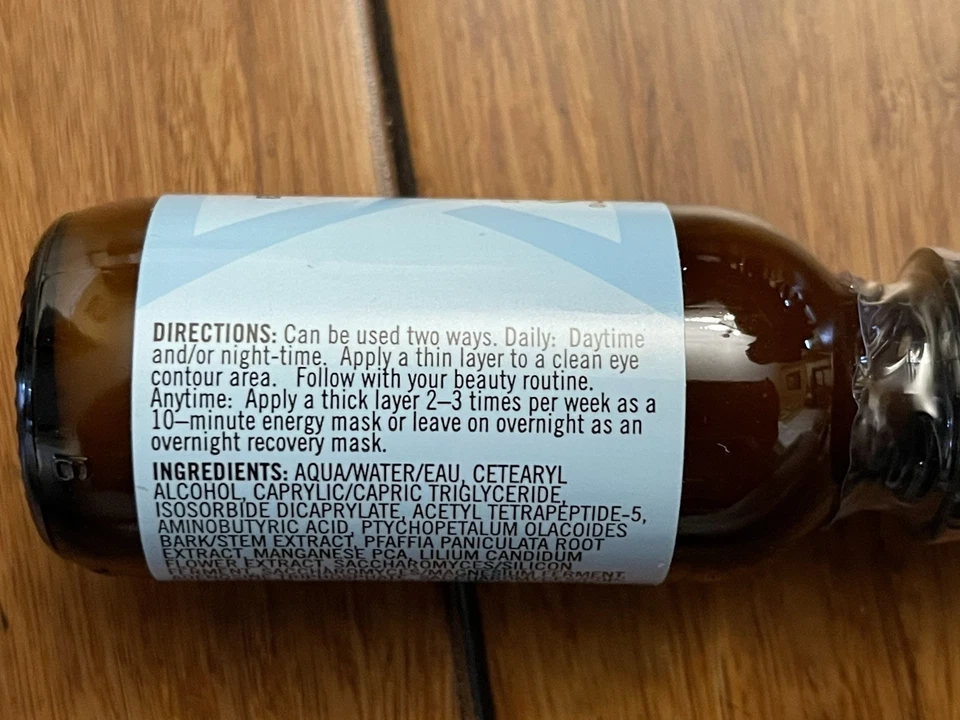 DIRECTIONS: Can be used two ways. Daily: Daytime
and/or night-time. Apply a thin layer to a clean eye
contour area. Follow with your beauty routine.
Anytime: Apply a thick layer 2–3 times per week as a
10–minute energy mask or leave on overnight as an
overnight recovery mask.
INGREDIENTS: AQUA/WATER/EAU, CETEARYL
ALCOHOL, CAPRYLIC/CAPRIC TRIGLYCERIDE,
ISOSORBIDE DICAPRYLATE, ACETYL TETRAPEPTIDE-5,
AMINOBUTYRIC ACID, PTYCHOPETALUM OLACOIDES
BARK/STEM EXTRACT, PFAFFIA PANICULATA ROOT
EXTRACT, MANGANESE PCA, LILIUM CANDIDUM
FLOWER EXTRACT, SACCHAROMYCES/SILICON
FERMENT, SACCHAROMYCES/MAGNESIUM FERMENT,